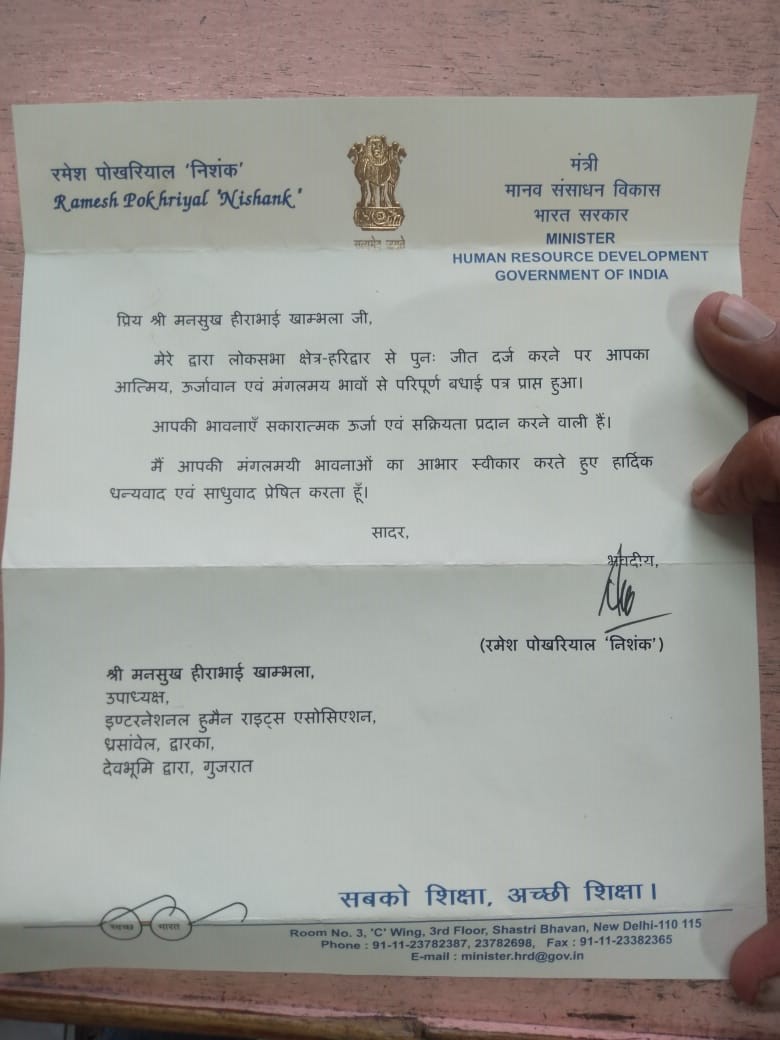 रमेश पोखरियाल 'निशंक'
Ramesh Pokhriyal 'Nishank'
सत्यमेव जयते
मंत्री
मानव संसाधन विकास
भारत सरकार
MINISTER
HUMAN RESOURCE DEVELOPMENT
GOVERNMENT OF INDIA
प्रिय श्री मनसुख हीराभाई खाम्भला जी,
मेरे द्वारा लोकसभा क्षेत्र-हरिद्वार से पुनः जीत दर्ज करने पर आपका
आत्मिय, ऊर्जावान एवं मंगलमय भावों से परिपूर्ण बधाई पत्र प्राप्त हुआ।
आपकी भावनाएँ सकारात्मक ऊर्जा एवं सक्रियता प्रदान करने वाली हैं।
मैं आपकी मंगलमयी भावनाओं का आभार स्वीकार करते हुए हार्दिक
धन्यवाद एवं साधुवाद प्रेषित करता हूँ।
सादर,
भवदीय,
(रमेश पोखरियाल 'निशंक')
श्री मनसुख हीराभाई खाम्भला,
उपाध्यक्ष,
इण्टरनेशनल हुमैन राइट्स एसोसिएशन,
ध्रसांवेल, द्वारका,
देवभूमि द्वारा, गुजरात
सबको शिक्षा, अच्छी शिक्षा।
स्वच्छ भारत
Room No. 3, 'C' Wing, 3rd Floor, Shastri Bhavan, New Delhi-110 115
Phone : 91-11-23782387, 23782698, Fax : 91-11-23382365
E-mail : minister.hrd@gov.in